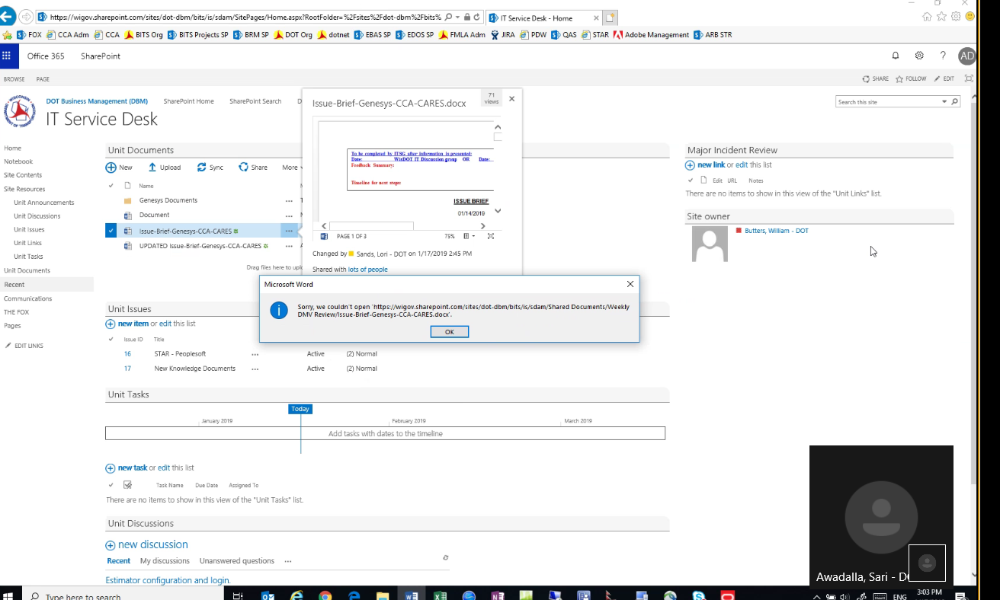 https://wigov.sharepoint.com/sites/dot-dbm/bits/is/sdam/SitePages/Home.aspx?RootFolder=%2Fsites%2Fdot-dbm%2Fbits%
IT Service Desk - Home
FOX CCA Adm CCA BITS Org BITS Projects SP BRM SP DOT Org dotnet EBAS SP EDOS SP FMLA Adm JIRA PDW QAS STAR Adobe Management ARB STR
Office 365 SharePoint
? AD
BROWSE PAGE
SHARE FOLLOW EDIT
DOT Business Management (DBM) SharePoint Home SharePoint Search D
IT Service Desk
Search this site
Home
Notebook
Site Contents
Site Resources
Unit Announcements
Unit Discussions
Unit Issues
Unit Links
Unit Tasks
Unit Documents
Recent
Communications
THE FOX
Pages
EDIT LINKS
Unit Documents
New Upload Sync Share More
Name
Genesys Documents
Document
Issue-Brief-Genesys-CCA-CARES
UPDATED Issue-Brief-Genesys-CCA-CARES
Drag files here to uplo
Issue-Brief-Genesys-CCA-CARES.docx
71
views
To be completed by ITSG after information is presented:
Date: WisDOT IT Discussion group OR Date:
Feedback Summary:
Timeline for next steps:
ISSUE BRIEF
01/14/2019
PAGE 1 OF 3 75%
Changed by Sands, Lori - DOT on 1/17/2019 2:45 PM
Shared with lots of people
Major Incident Review
new link or edit this list
Edit URL Notes
There are no items to show in this view of the "Unit Links" list.
Site owner
Butters, William - DOT
Microsoft Word
Sorry, we couldn't open 'https://wigov.sharepoint.com/sites/dot-dbm/bits/is/sdam/Shared Documents/Weekly
DMV Review/Issue-Brief-Genesys-CCA-CARES.docx'.
OK
Unit Issues
new item or edit this list
Issue ID Title
16 STAR - Peoplesoft Active (2) Normal
17 New Knowledge Documents Active (2) Normal
Unit Tasks
Today
January 2019 February 2019 March 2019
Add tasks with dates to the timeline
new task or edit this list
Task Name Due Date Assigned To
There are no items to show in this view of the "Unit Tasks" list.
Unit Discussions
new discussion
Recent My discussions Unanswered questions
Estimator configuration and login.
Awadalla, Sari - D
Type here to search
ENG
3:03 PM